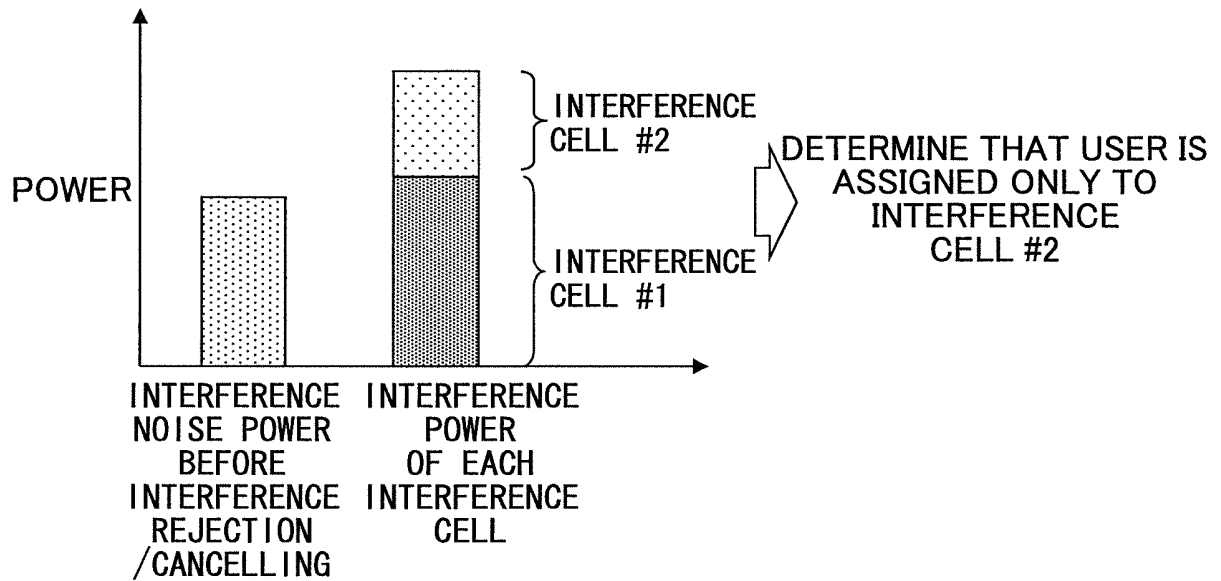 POWER
INTERFERENCE
CELL #2
INTERFERENCE
CELL #1
DETERMINE THAT USER IS
ASSIGNED ONLY TO
INTERFERENCE
CELL #2
INTERFERENCE
NOISE POWER
BEFORE
INTERFERENCE
REJECTION
/CANCELLING
INTERFERENCE
POWER
OF EACH
INTERFERENCE
CELL